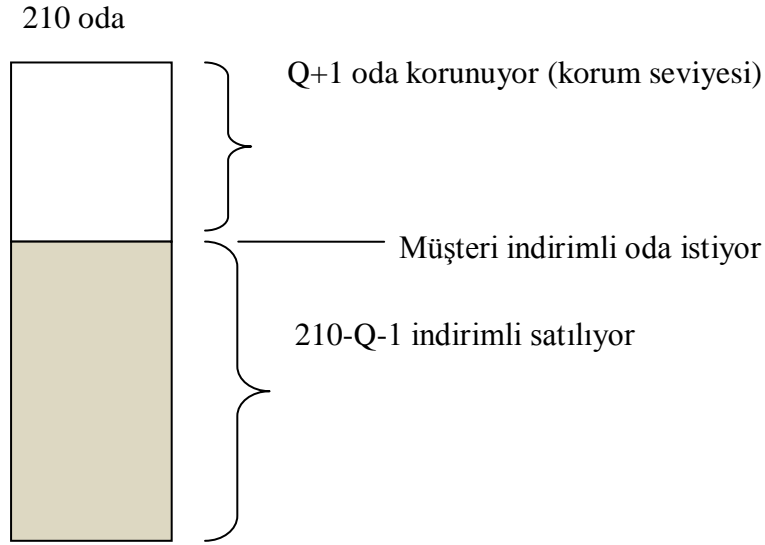 210 oda
Q+1 oda korunuyor (korum seviyesi)
Müşteri indirimli oda istiyor
210-Q-1 indirimli satılıyor